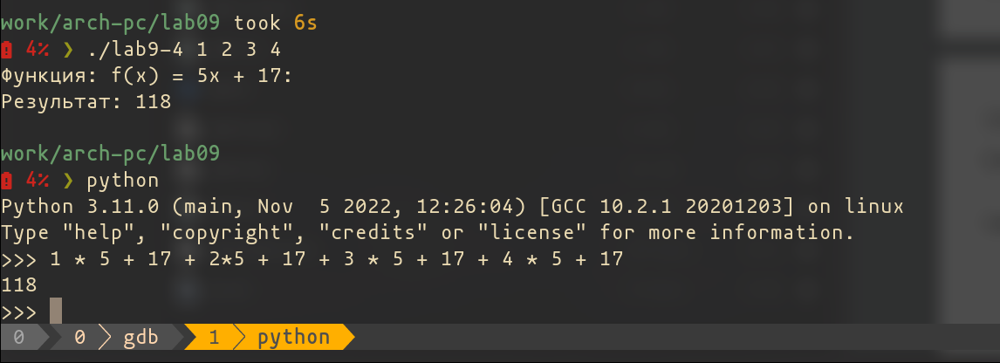 work/arch-pc/lab09 took 6s
4% ❯ ./lab9-4 1 2 3 4
Функция: f(x) = 5x + 17:
Результат: 118
work/arch-pc/lab09
4% ❯ python
Python 3.11.0 (main, Nov  5 2022, 12:26:04) [GCC 10.2.1 20201203] on linux
Type "help", "copyright", "credits" or "license" for more information.
>>> 1 * 5 + 17 + 2*5 + 17 + 3 * 5 + 17 + 4 * 5 + 17
118
>>>
0 0 gdb 1 python